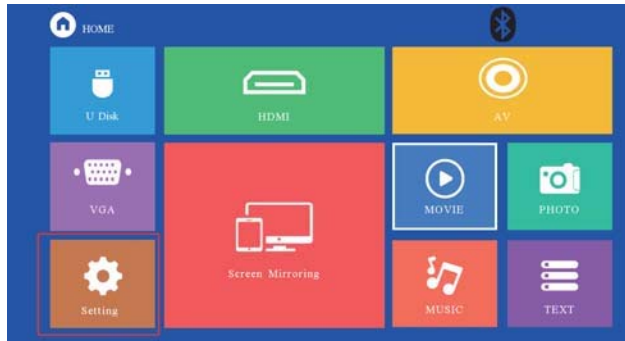 HOME
U Disk
HDMI
AV
VGA
Screen Mirroring
MOVIE
PHOTO
Setting
MUSIC
TEXT